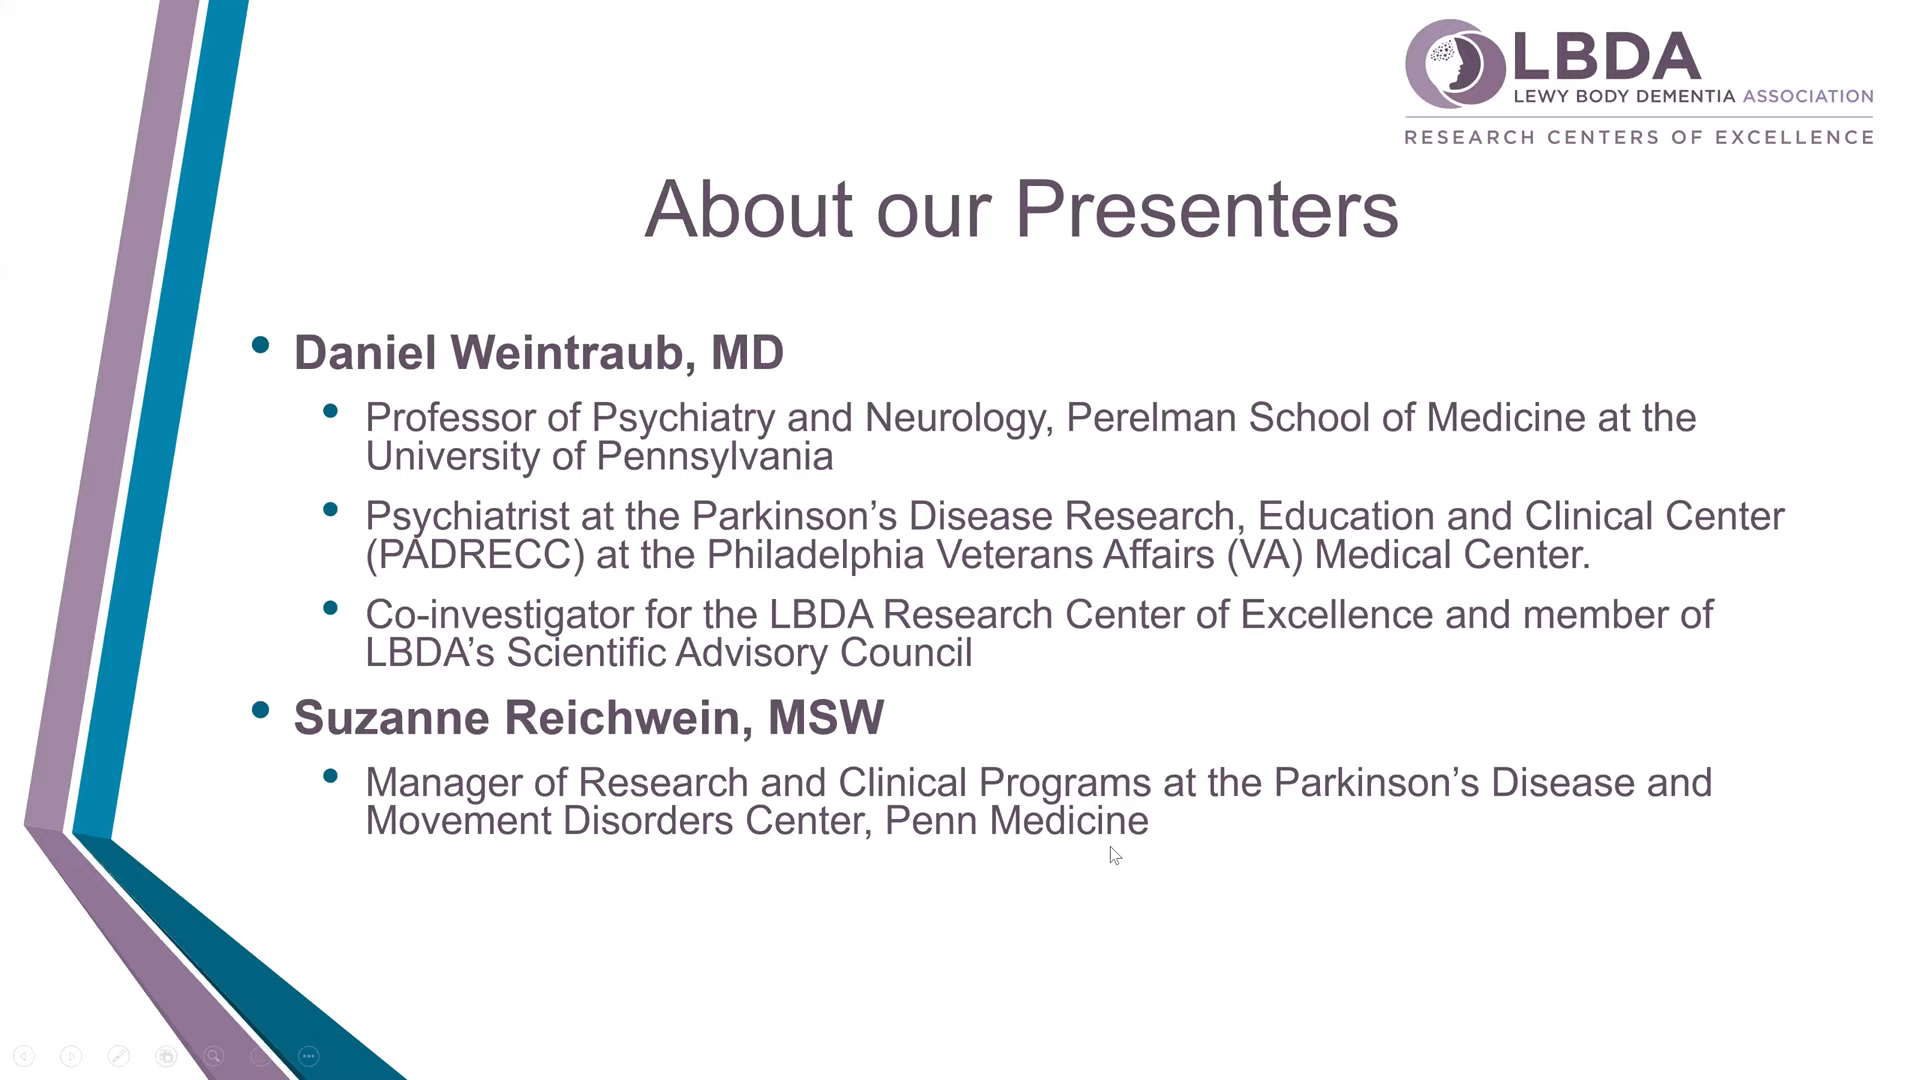 LBDA
LEWY BODY DEMENTIA ASSOCIATION
RESEARCH CENTERS OF EXCELLENCE
About our Presenters
• Daniel Weintraub, MD
• Professor of Psychiatry and Neurology, Perelman School of Medicine at the
University of Pennsylvania
• Psychiatrist at the Parkinson’s Disease Research, Education and Clinical Center
(PADRECC) at the Philadelphia Veterans Affairs (VA) Medical Center.
• Co-investigator for the LBDA Research Center of Excellence and member of
LBDA’s Scientific Advisory Council
• Suzanne Reichwein, MSW
• Manager of Research and Clinical Programs at the Parkinson’s Disease and
Movement Disorders Center, Penn Medicine